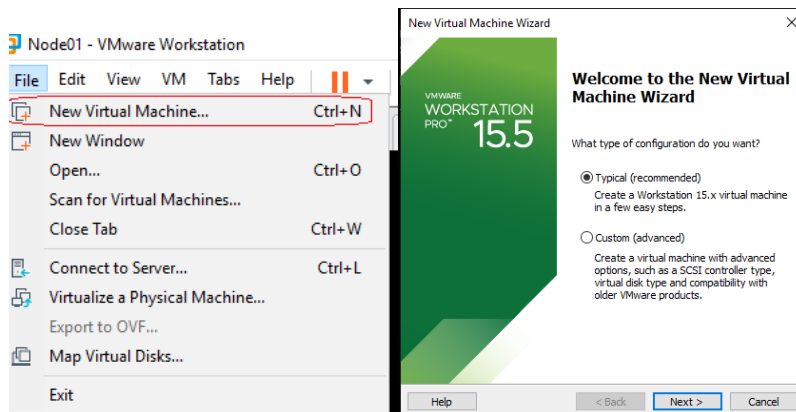 Node01 - VMware Workstation
File Edit View VM Tabs Help
New Virtual Machine... Ctrl+N
New Window
Open... Ctrl+O
Scan for Virtual Machines...
Close Tab Ctrl+W
Connect to Server... Ctrl+L
Virtualize a Physical Machine...
Export to OVF...
Map Virtual Disks...
Exit
New Virtual Machine Wizard
VMWARE
WORKSTATION
PRO™ 15.5
Welcome to the New Virtual
Machine Wizard
What type of configuration do you want?
Typical (recommended)
Create a Workstation 15.x virtual machine
in a few easy steps.
Custom (advanced)
Create a virtual machine with advanced
options, such as a SCSI controller type,
virtual disk type and compatibility with
older VMware products.
Help < Back Next > Cancel